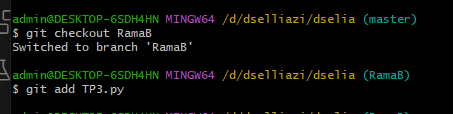 admin@DESKTOP-6SDH4HN MINGW64 /d/dselliazi/dselia (master)
$ git checkout RamaB
Switched to branch 'RamaB'
admin@DESKTOP-6SDH4HN MINGW64 /d/dselliazi/dselia (RamaB)
$ git add TP3.py